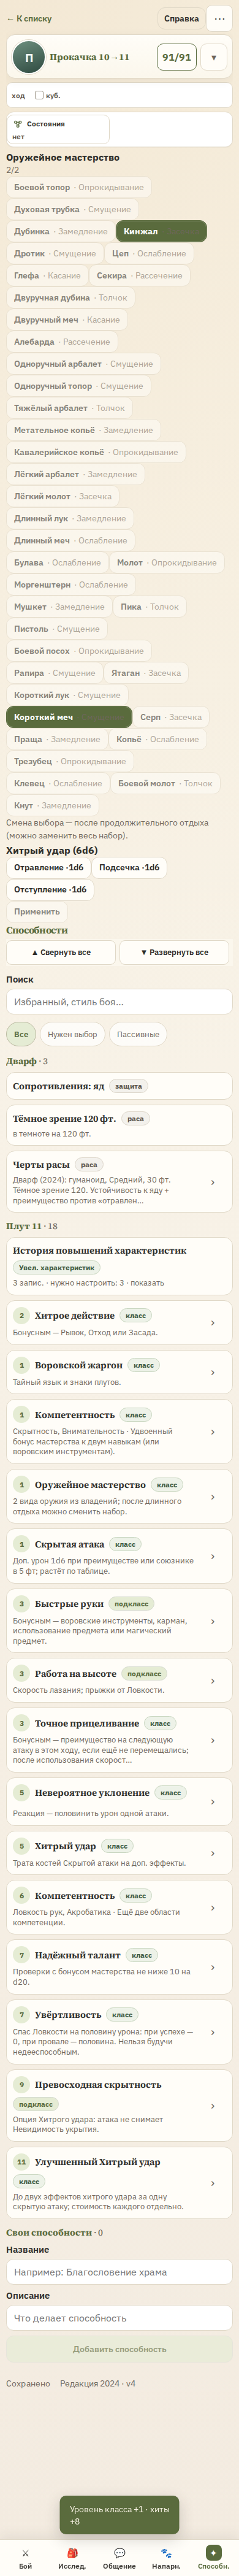 ← К списку
Справка
⋯
П
Прокачка 10→11
91/91
▾
ход
куб.
Состояния
нет
Оружейное мастерство
2/2
Боевой топор · Опрокидывание
Духовая трубка · Смущение
Дубинка · Замедление
Кинжал
Дротик · Смущение
Цеп · Ослабление
Глефа · Касание
Секира · Рассечение
Двуручная дубина · Толчок
Двуручный меч · Касание
Алебарда · Рассечение
Одноручный арбалет · Смущение
Одноручный топор · Смущение
Тяжёлый арбалет · Толчок
Метательное копьё · Замедление
Кавалерийское копьё · Опрокидывание
Лёгкий арбалет · Замедление
Лёгкий молот · Засечка
Длинный лук · Замедление
Длинный меч · Ослабление
Булава · Ослабление
Молот · Опрокидывание
Моргенштерн · Ослабление
Мушкет · Замедление
Пика · Толчок
Пистоль · Смущение
Боевой посох · Опрокидывание
Рапира · Смущение
Ятаган · Засечка
Короткий лук · Смущение
Короткий меч
Серп · Засечка
Праща · Замедление
Копьё · Ослабление
Трезубец · Опрокидывание
Клевец · Ослабление
Боевой молот · Толчок
Кнут · Замедление
Смена выбора — после продолжительного отдыха
(можно заменить весь набор).
Хитрый удар (6d6)
Отравление ·1d6
Подсечка ·1d6
Отступление ·1d6
Применить
Способности
▲ Свернуть все
▼ Развернуть все
Поиск
Избранный, стиль боя…
Все
Нужен выбор
Пассивные
Дварф · 3
Сопротивления: яд
защита
Тёмное зрение 120 фт.
раса
в темноте на 120 фт.
Черты расы
раса
Дварф (2024): гуманоид, Средний, 30 фт.
Тёмное зрение 120. Устойчивость к яду +
преимущество против «отравлен…
Плут 11 · 18
История повышений характеристик
Увел. характеристик
3 запис. · нужно настроить: 3 · показать
2 Хитрое действие класс
Бонусным — Рывок, Отход или Засада.
1 Воровской жаргон класс
Тайный язык и знаки плутов.
1 Компетентность класс
Скрытность, Внимательность · Удвоенный
бонус мастерства к двум навыкам (или
воровским инструментам).
1 Оружейное мастерство класс
2 вида оружия из владений; после длинного
отдыха можно сменить набор.
1 Скрытая атака класс
Доп. урон 1d6 при преимуществе или союзнике
в 5 фт; растёт по таблице.
3 Быстрые руки подкласс
Бонусным — воровские инструменты, карман,
использование предмета или магический
предмет.
3 Работа на высоте подкласс
Скорость лазания; прыжки от Ловкости.
3 Точное прицеливание класс
Бонусным — преимущество на следующую
атаку в этом ходу, если ещё не перемещались;
после использования скорост…
5 Невероятное уклонение класс
Реакция — половинить урон одной атаки.
5 Хитрый удар класс
Трата костей Скрытой атаки на доп. эффекты.
6 Компетентность класс
Ловкость рук, Акробатика · Ещё две области
компетенции.
7 Надёжный талант класс
Проверки с бонусом мастерства не ниже 10 на
d20.
7 Увёртливость класс
Спас Ловкости на половину урона: при успехе —
0, при провале — половина. Нельзя будучи
недееспособным.
9 Превосходная скрытность
подкласс
Опция Хитрого удара: атака не снимает
Невидимость укрытия.
11 Улучшенный Хитрый удар
класс
До двух эффектов хитрого удара за одну
скрытую атаку; стоимость каждого отдельно.
Свои способности · 0
Название
Например: Благословение храма
Описание
Что делает способность
Добавить способность
Сохранено Редакция 2024 · v4
Уровень класса +1 · хиты
+8
Бой
Исслед.
Общение
Напарн.
Способн.